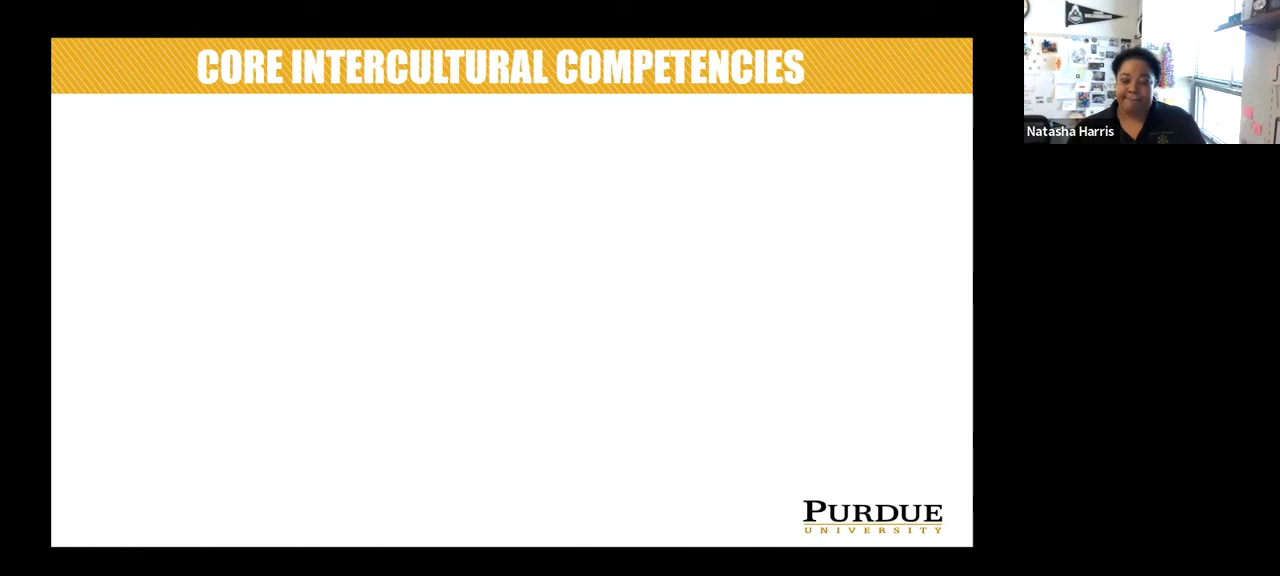 CORE INTERCULTURAL COMPETENCIES
Natasha Harris
PURDUE
UNIVERSITY